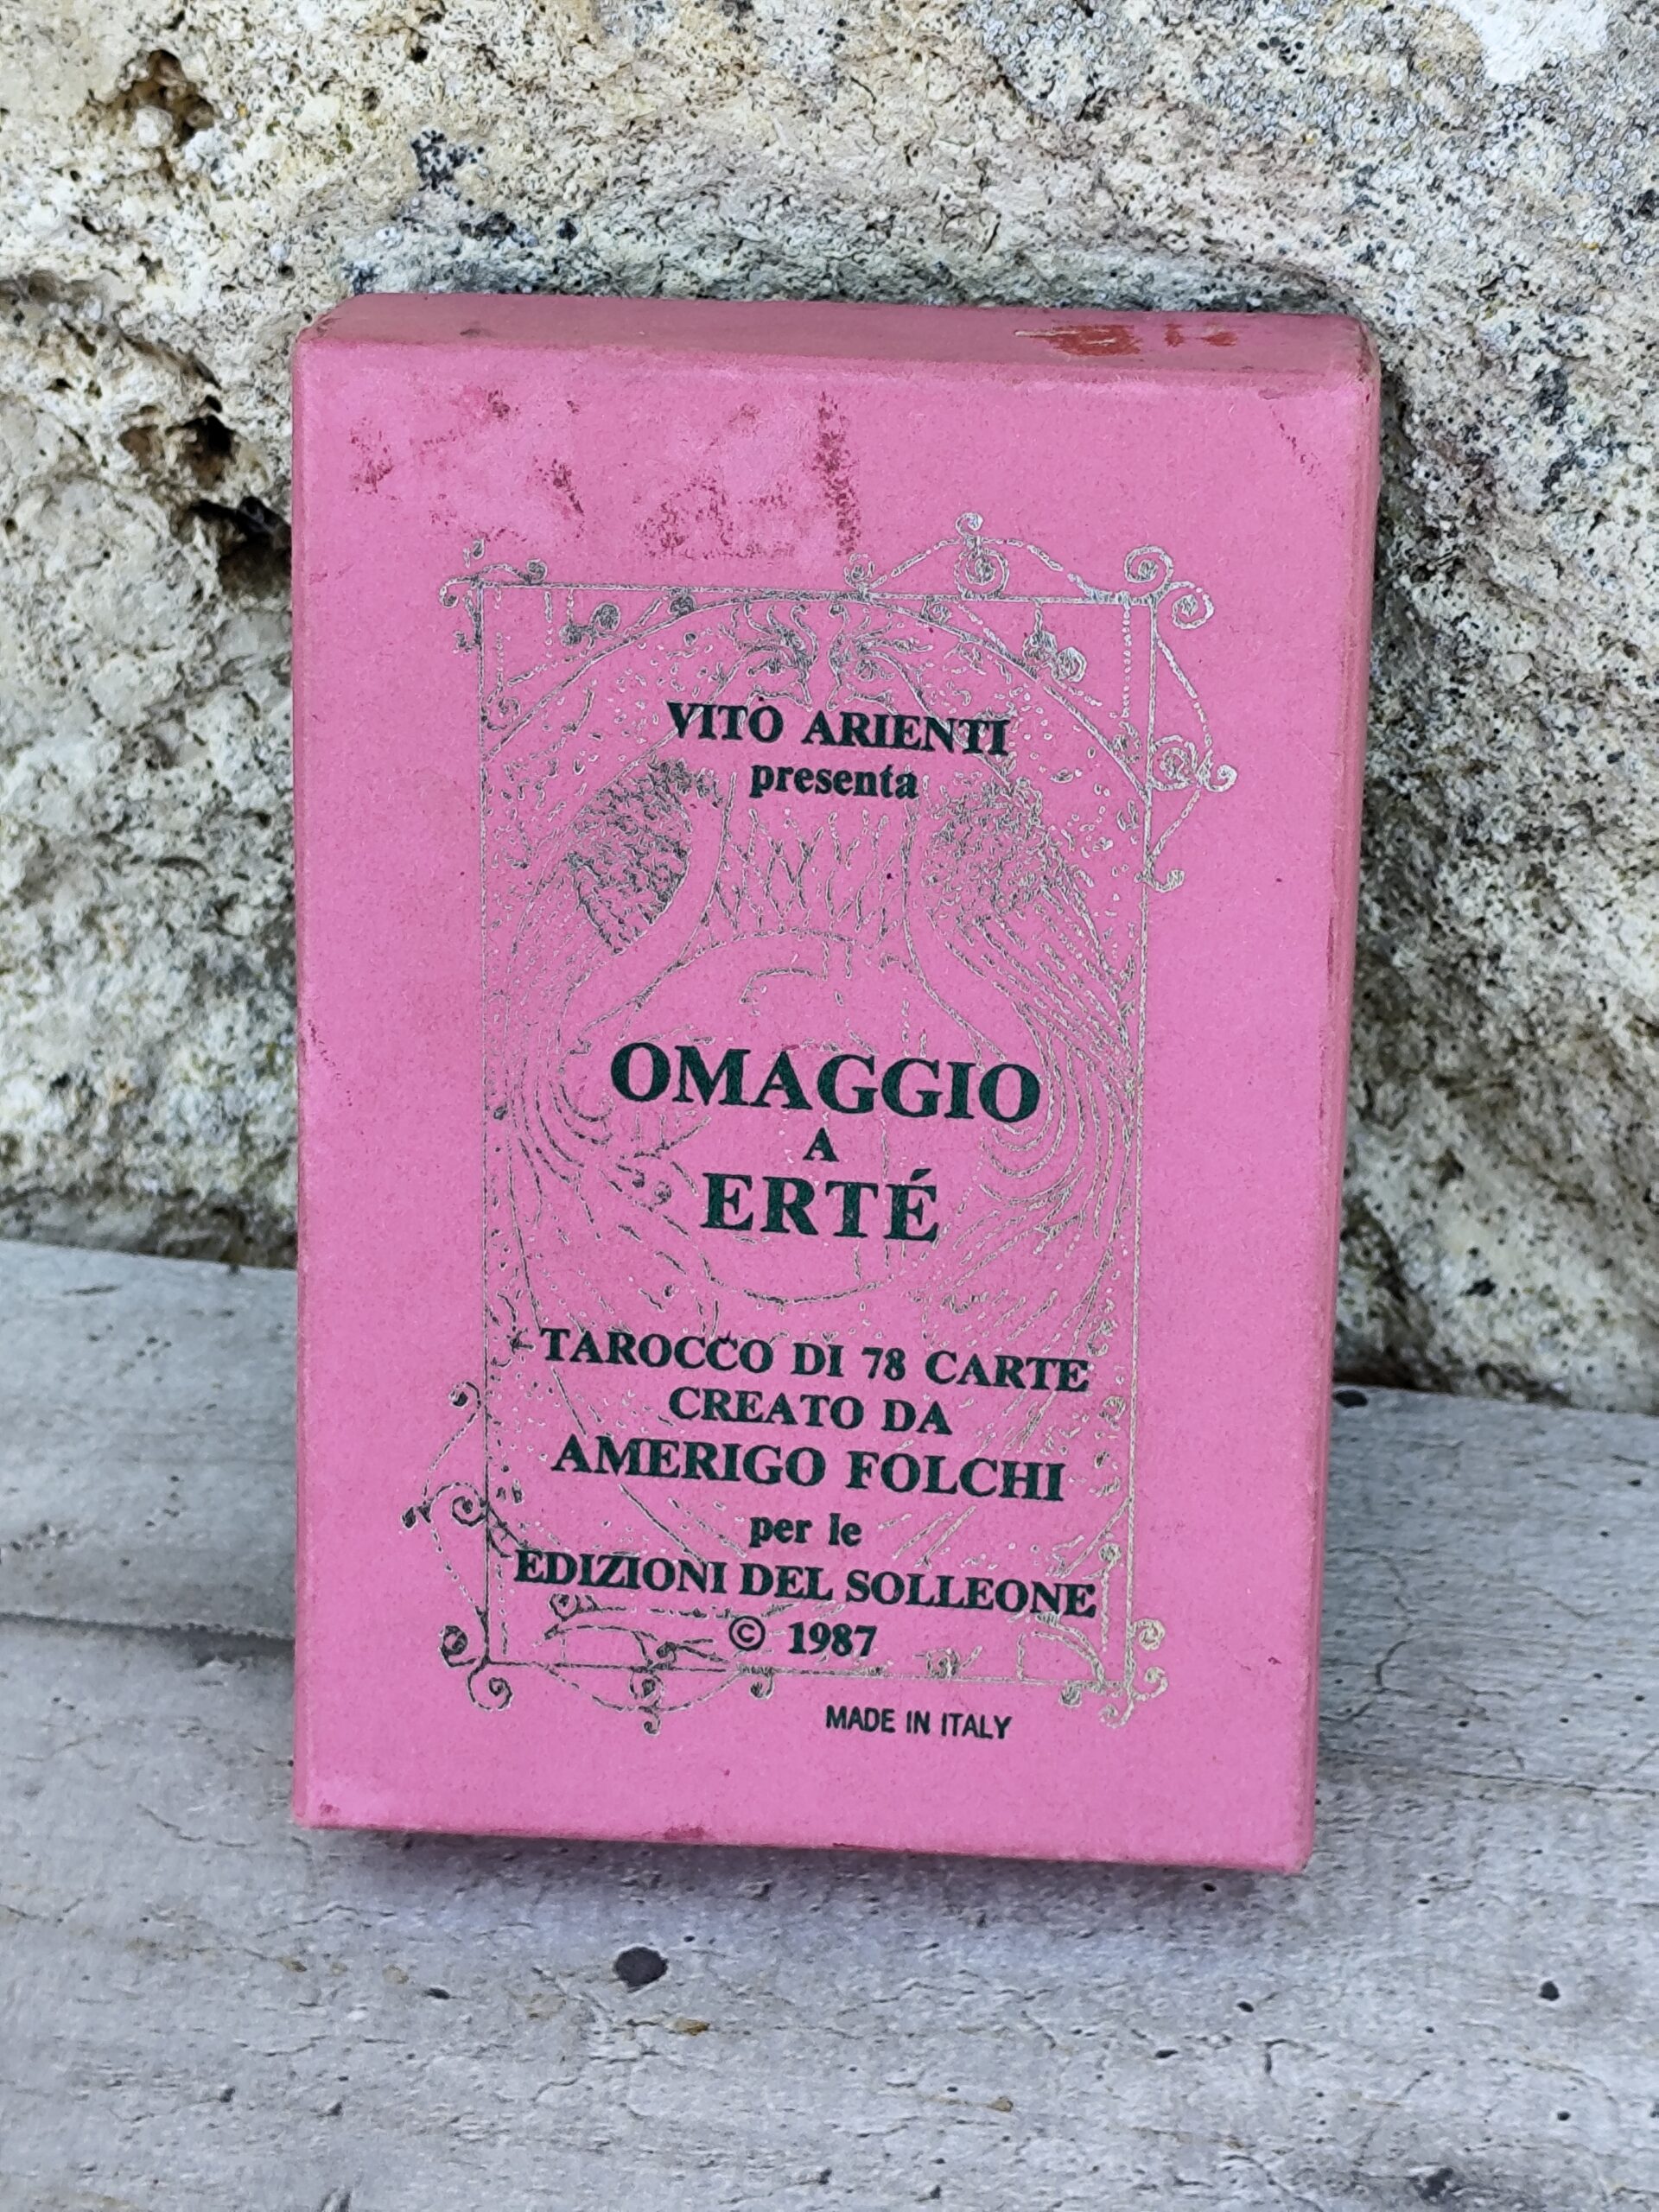 VITO ARIENTI
presenta
OMAGGIO
A
ERTÉ
TAROCCO DI 78 CARTE
CREATO DA
AMERIGO FOLCHI
per le
EDIZIONI DEL SOLLEONE
© 1987
MADE IN ITALY